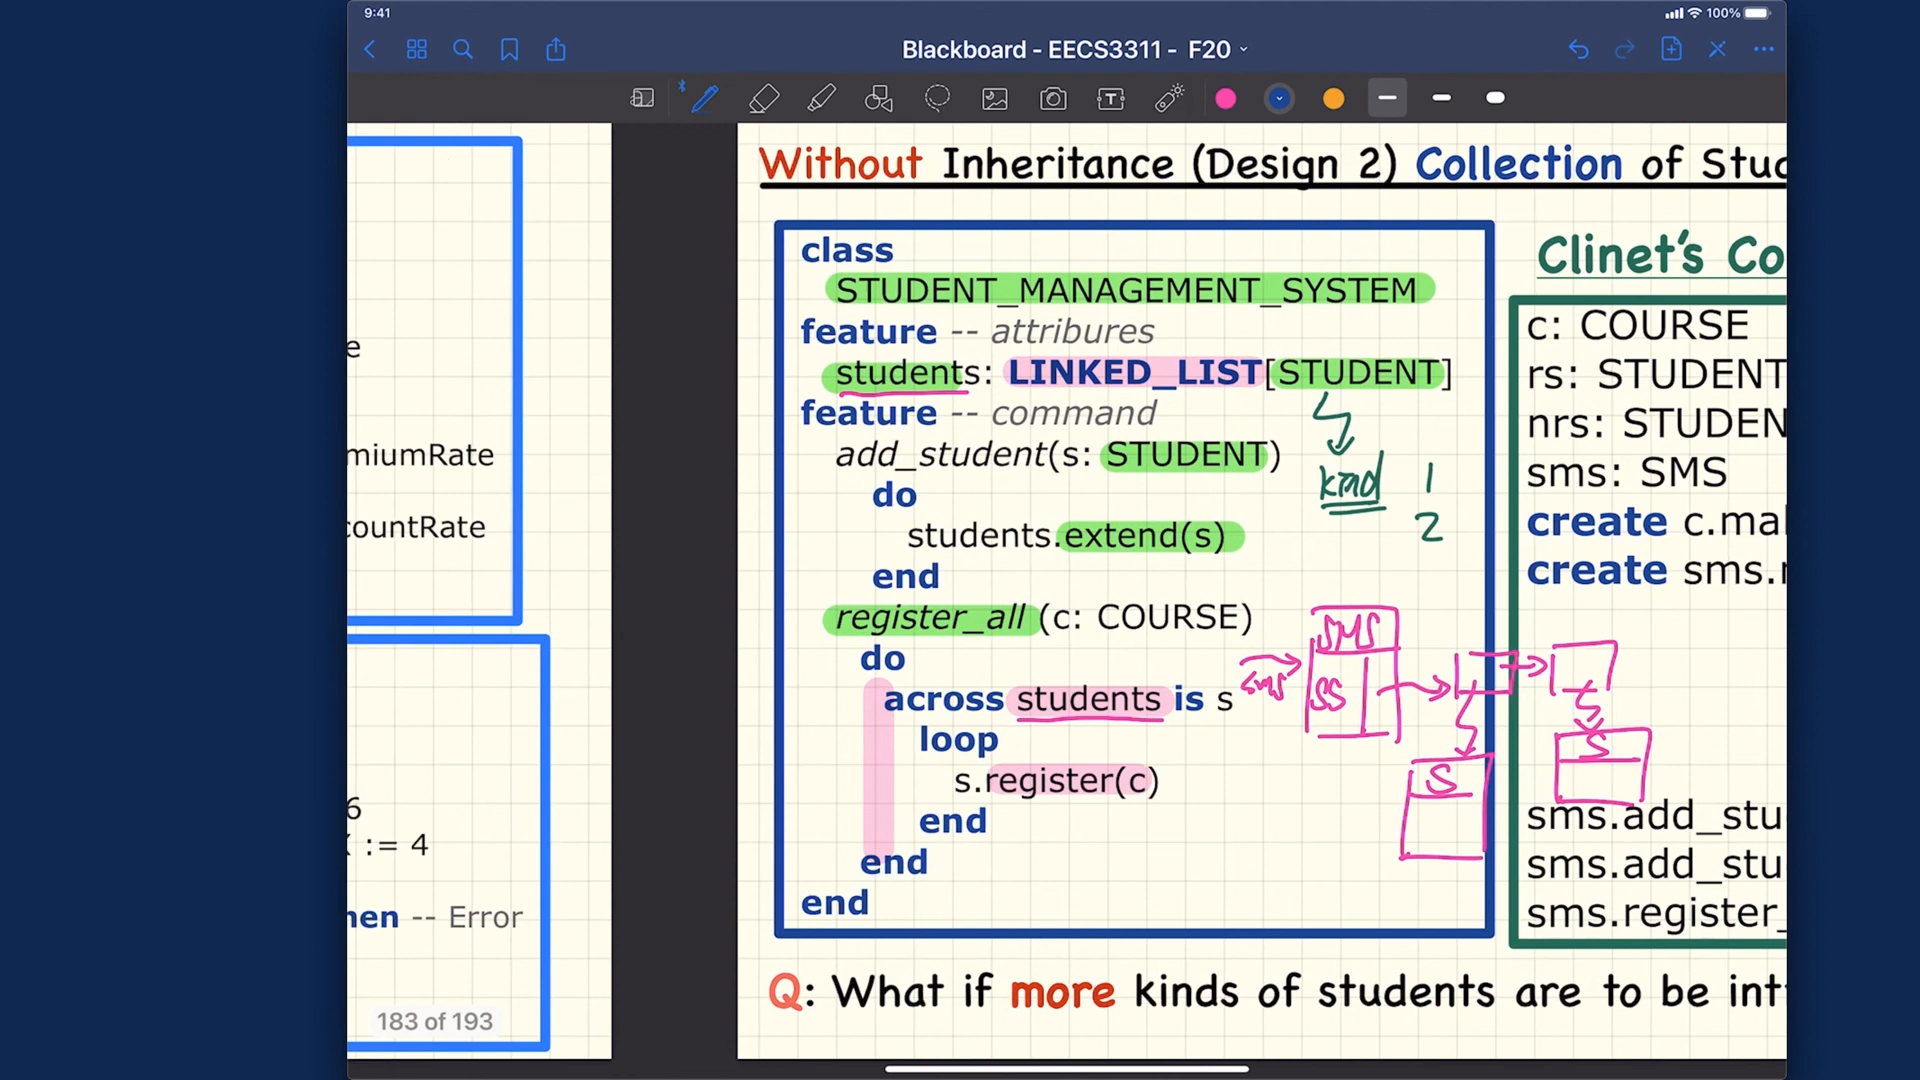 9:41
100%
Blackboard - EECS3311 - F20
e
miumRate
countRate
6
:= 4
hen -- Error
183 of 193
Without Inheritance (Design 2) Collection of Stud
class
STUDENT_MANAGEMENT_SYSTEM
feature -- attribures
students: LINKED_LIST[STUDENT]
feature -- command
add_student(s: STUDENT)
do
students.extend(s)
end
register_all (c: COURSE)
do
across students is s
loop
s.register(c)
end
end
end
kind 1
2
SMS
sms
SS
S
S
Clinet's Co
c: COURSE
rs: STUDENT
nrs: STUDEN
sms: SMS
create c.mak
create sms.
sms.add_stu
sms.add_stu
sms.register_
Q: What if more kinds of students are to be int